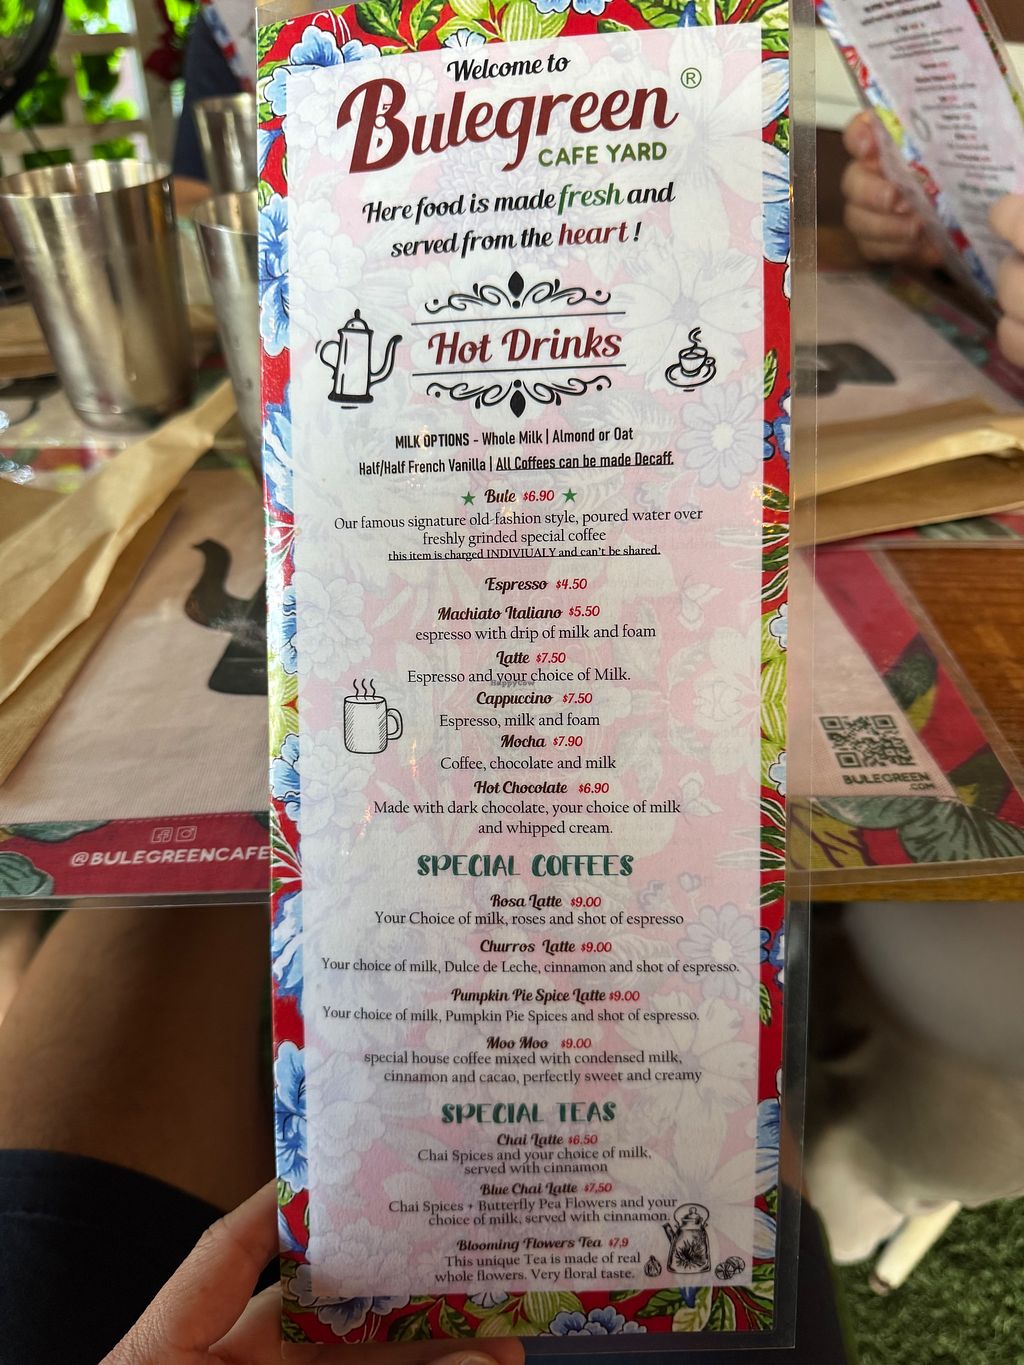 Welcome to
Bulegreen ®
CAFE YARD
Here food is made fresh and
served from the heart !
Hot Drinks
MILK OPTIONS - Whole Milk | Almond or Oat
Half/Half French Vanilla | All Coffees can be made Decaff.
★ Bule $6.90 ★
Our famous signature old-fashion style, poured water over
freshly grinded special coffee
this item is charged INDIVIUALY and can't be shared.
Espresso $4.50
Machiato Italiano $5.50
espresso with drip of milk and foam
Latte $7.50
Espresso and your choice of Milk.
HappyCow
Cappuccino $7.50
Espresso, milk and foam
Mocha $7.90
Coffee, chocolate and milk
Hot Chocolate $6.90
Made with dark chocolate, your choice of milk
and whipped cream.
SPECIAL COFFEES
Rosa Latte $9.00
Your Choice of milk, roses and shot of espresso
Churros Latte $9.00
Your choice of milk, Dulce de Leche, cinnamon and shot of espresso.
Pumpkin Pie Spice Latte $9.00
Your choice of milk, Pumpkin Pie Spices and shot of espresso.
Moo Moo $9.00
special house coffee mixed with condensed milk,
cinnamon and cacao, perfectly sweet and creamy
SPECIAL TEAS
Chai Latte $6.50
Chai Spices and your choice of milk,
served with cinnamon
Blue Chai Latte $7,50
Chai Spices + Butterfly Pea Flowers and your
choice of milk, served with cinnamon.
Blooming Flowers Tea $7,9
This unique Tea is made of real
whole flowers. Very floral taste.
@BULEGREENCAFE
BULEGREEN
.COM